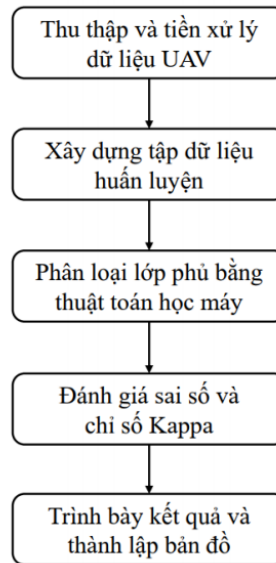 Thu thập và tiền xử lý
dữ liệu UAV
Xây dựng tập dữ liệu
huấn luyện
Phân loại lớp phủ bằng
thuật toán học máy
Đánh giá sai số và
chỉ số Kappa
Trình bày kết quả và
thành lập bản đồ